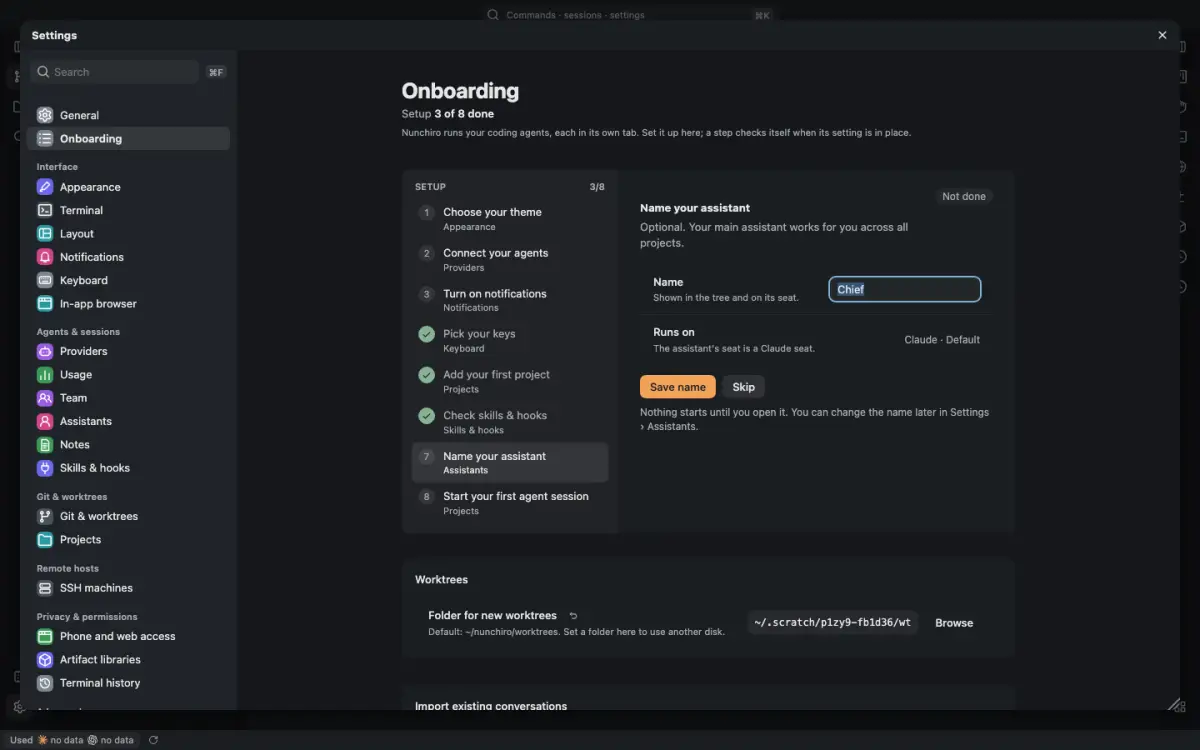 Commands · sessions · settings
⌘K
Settings
Search
⌘F
General
Onboarding
Interface
Appearance
Terminal
Layout
Notifications
Keyboard
In-app browser
Agents & sessions
Providers
Usage
Team
Assistants
Notes
Skills & hooks
Git & worktrees
Git & worktrees
Projects
Remote hosts
SSH machines
Privacy & permissions
Phone and web access
Artifact libraries
Terminal history
Onboarding
Setup 3 of 8 done
Nunchiro runs your coding agents, each in its own tab. Set it up here; a step checks itself when its setting is in place.
SETUP
3/8
1
Choose your theme
Appearance
2
Connect your agents
Providers
3
Turn on notifications
Notifications
Pick your keys
Keyboard
Add your first project
Projects
Check skills & hooks
Skills & hooks
7
Name your assistant
Assistants
8
Start your first agent session
Projects
Not done
Name your assistant
Optional. Your main assistant works for you across all
projects.
Name
Shown in the tree and on its seat.
Chief
Runs on
The assistant's seat is a Claude seat.
Claude · Default
Save name
Skip
Nothing starts until you open it. You can change the name later in Settings
› Assistants.
Worktrees
Folder for new worktrees
Default: ~/nunchiro/worktrees. Set a folder here to use another disk.
~/.scratch/p1zy9-fb1d36/wt
Browse
Import existing conversations
Used no data no data